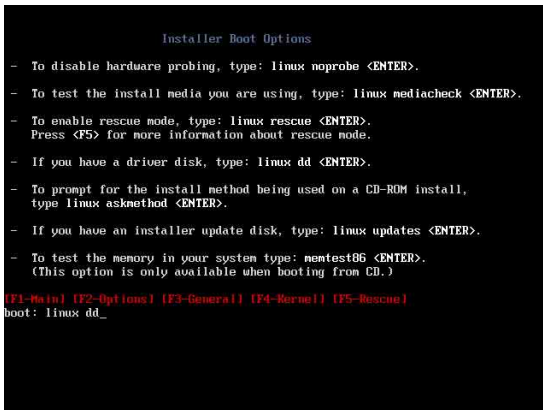 Installer Boot Options
- To disable hardware probing, type: linux noprobe <ENTER>.
- To test the install media you are using, type: linux mediacheck <ENTER>.
- To enable rescue mode, type: linux rescue <ENTER>.
Press <F5> for more information about rescue mode.
- If you have a driver disk, type: linux dd <ENTER>.
- To prompt for the install method being used on a CD-ROM install,
type linux askmethod <ENTER>.
- If you have an installer update disk, type: linux updates <ENTER>.
- To test the memory in your system type: memtest86 <ENTER>.
(This option is only available when booting from CD.)
[F1-Main] [F2-Options] [F3-General] [F4-Kernel] [F5-Rescue]
boot: linux dd_